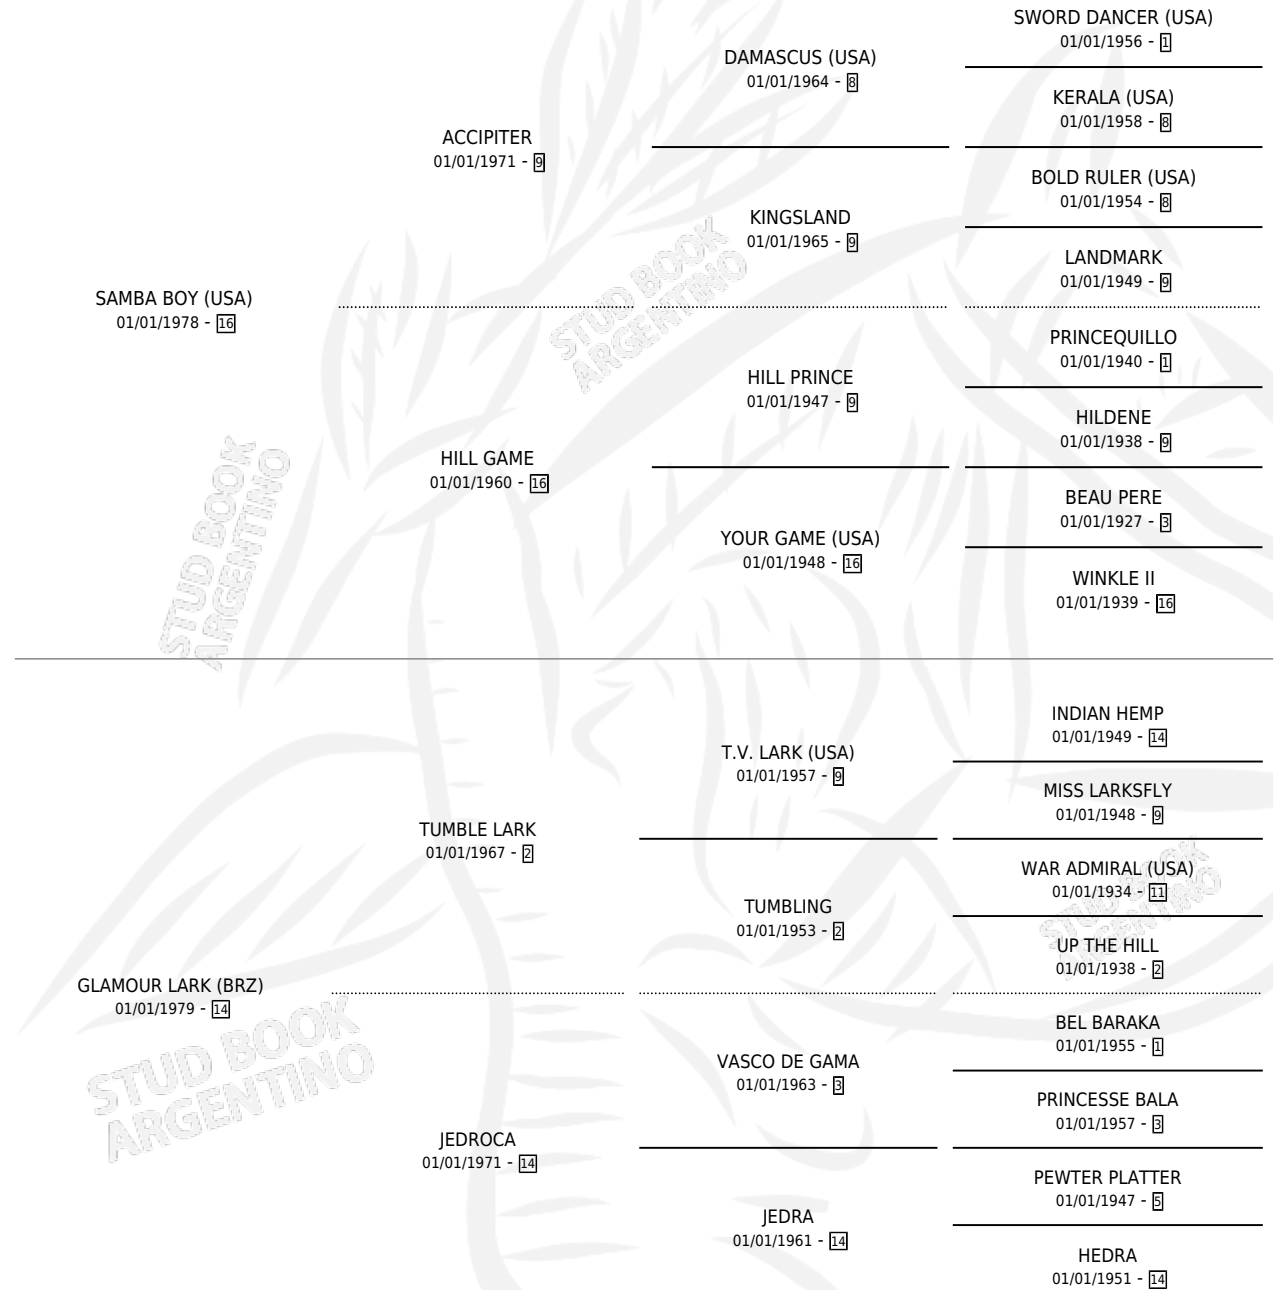 SWORD DANCER (USA)
01/01/1956 - 1
DAMASCUS (USA)
01/01/1964 - 8
KERALA (USA)
01/01/1958 - 8
ACCIPITER
01/01/1971 - 9
BOLD RULER (USA)
01/01/1954 - 8
KINGSLAND
01/01/1965 - 9
LANDMARK
01/01/1949 - 9
SAMBA BOY (USA)
01/01/1978 - 16
PRINCEQUILLO
01/01/1940 - 1
HILL PRINCE
01/01/1947 - 9
HILDENE
01/01/1938 - 9
HILL GAME
01/01/1960 - 16
BEAU PERE
01/01/1927 - 3
YOUR GAME (USA)
01/01/1948 - 16
WINKLE II
01/01/1939 - 16
INDIAN HEMP
01/01/1949 - 14
T.V. LARK (USA)
01/01/1957 - 9
MISS LARKSFLY
01/01/1948 - 9
TUMBLE LARK
01/01/1967 - 2
WAR ADMIRAL (USA)
01/01/1934 - 11
TUMBLING
01/01/1953 - 2
UP THE HILL
01/01/1938 - 2
GLAMOUR LARK (BRZ)
01/01/1979 - 14
BEL BARAKA
01/01/1955 - 1
VASCO DE GAMA
01/01/1963 - 3
PRINCESSE BALA
01/01/1957 - 3
JEDROCA
01/01/1971 - 14
PEWTER PLATTER
01/01/1947 - 5
JEDRA
01/01/1961 - 14
HEDRA
01/01/1951 - 14
STUD BOOK
ARGENTINO
STUD BOOK
ARGENTINO
STUD BOOK
ARGENTINO
STUD BOOK
ARGENTINO